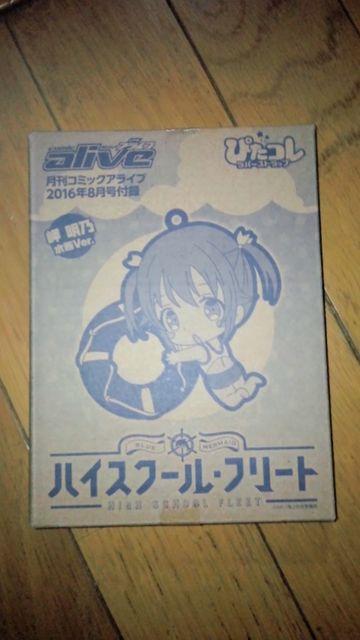 comic alive
月刊コミックアライブ
2016年8月号付録
ぴたコレ
ラバーストラップ
岬 明乃
水着Ver.
BLUE MERMAID
ハイスクール・フリート
HIGH SCHOOL FLEET